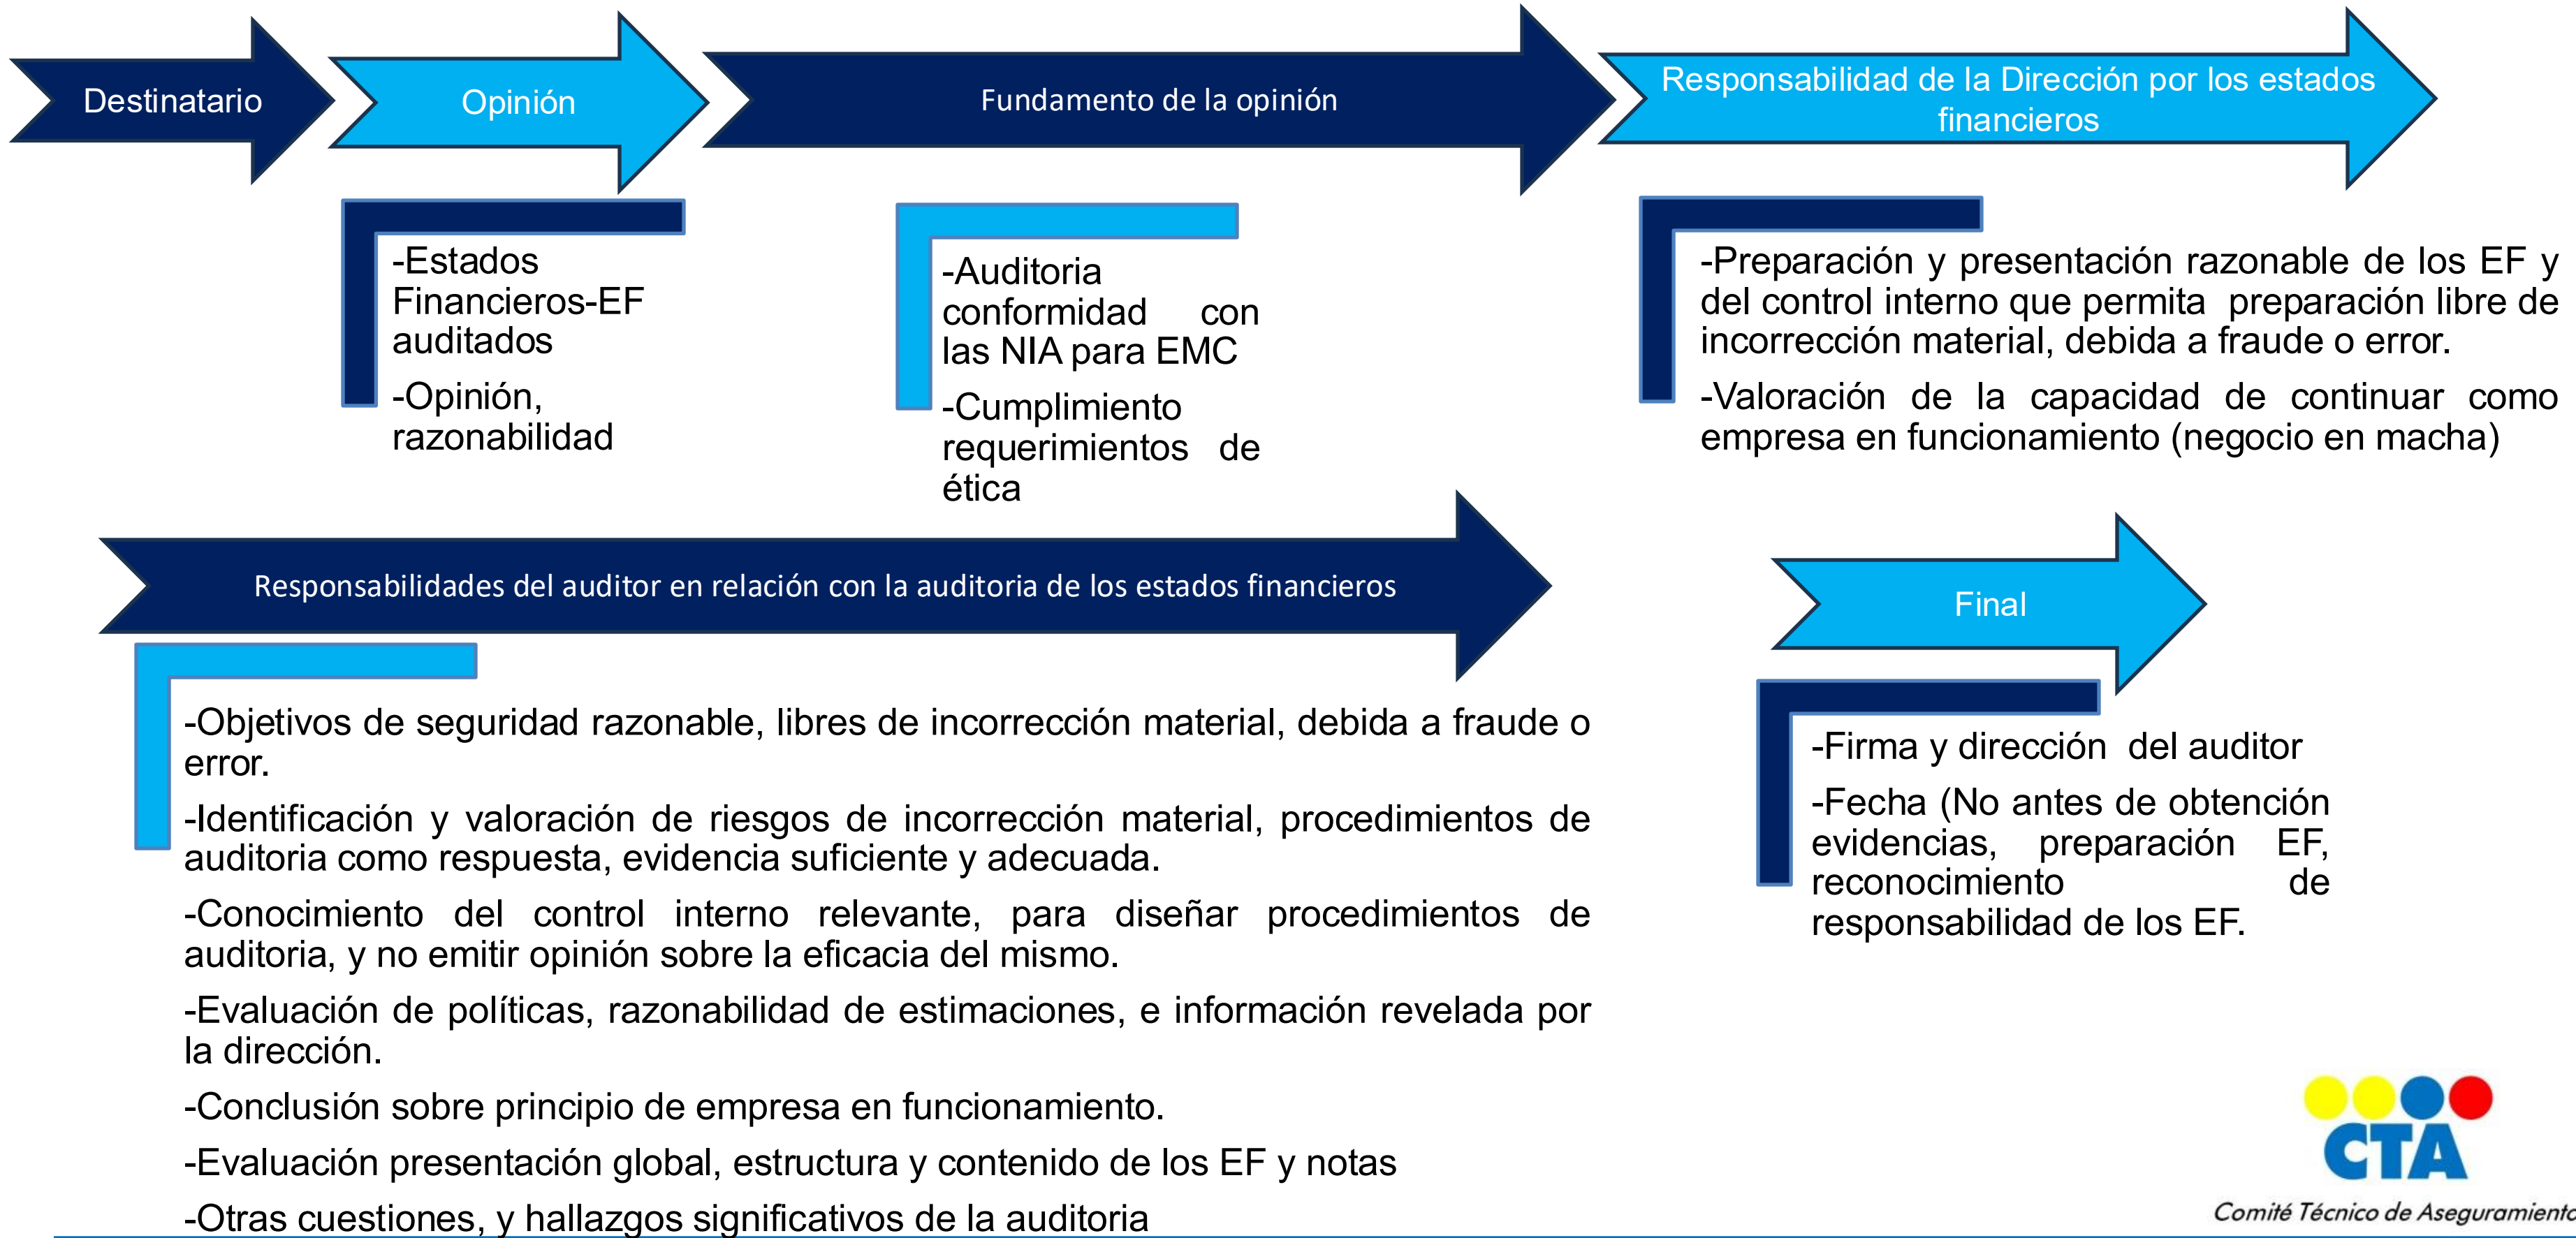 Destinatario
Opinión
Fundamento de la opinión
Responsabilidad de la Dirección por los estados
financieros
-Estados
Financieros-EF
auditados
-Opinión,
razonabilidad
-Auditoria
conformidad con
las NIA para EMC
-Cumplimiento
requerimientos de
ética
-Preparación y presentación razonable de los EF y
del control interno que permita preparación libre de
incorrección material, debida a fraude o error.
-Valoración de la capacidad de continuar como
empresa en funcionamiento (negocio en macha)
Responsabilidades del auditor en relación con la auditoria de los estados financieros
-Objetivos de seguridad razonable, libres de incorrección material, debida a fraude o
error.
-Identificación y valoración de riesgos de incorrección material, procedimientos de
auditoria como respuesta, evidencia suficiente y adecuada.
-Conocimiento del control interno relevante, para diseñar procedimientos de
auditoria, y no emitir opinión sobre la eficacia del mismo.
-Evaluación de políticas, razonabilidad de estimaciones, e información revelada por
la dirección.
-Conclusión sobre principio de empresa en funcionamiento.
-Evaluación presentación global, estructura y contenido de los EF y notas
-Otras cuestiones, y hallazgos significativos de la auditoria
Final
-Firma y dirección del auditor
-Fecha (No antes de obtención
evidencias, preparación EF,
reconocimiento de
responsabilidad de los EF.
CTA
Comité Técnico de Aseguramiento